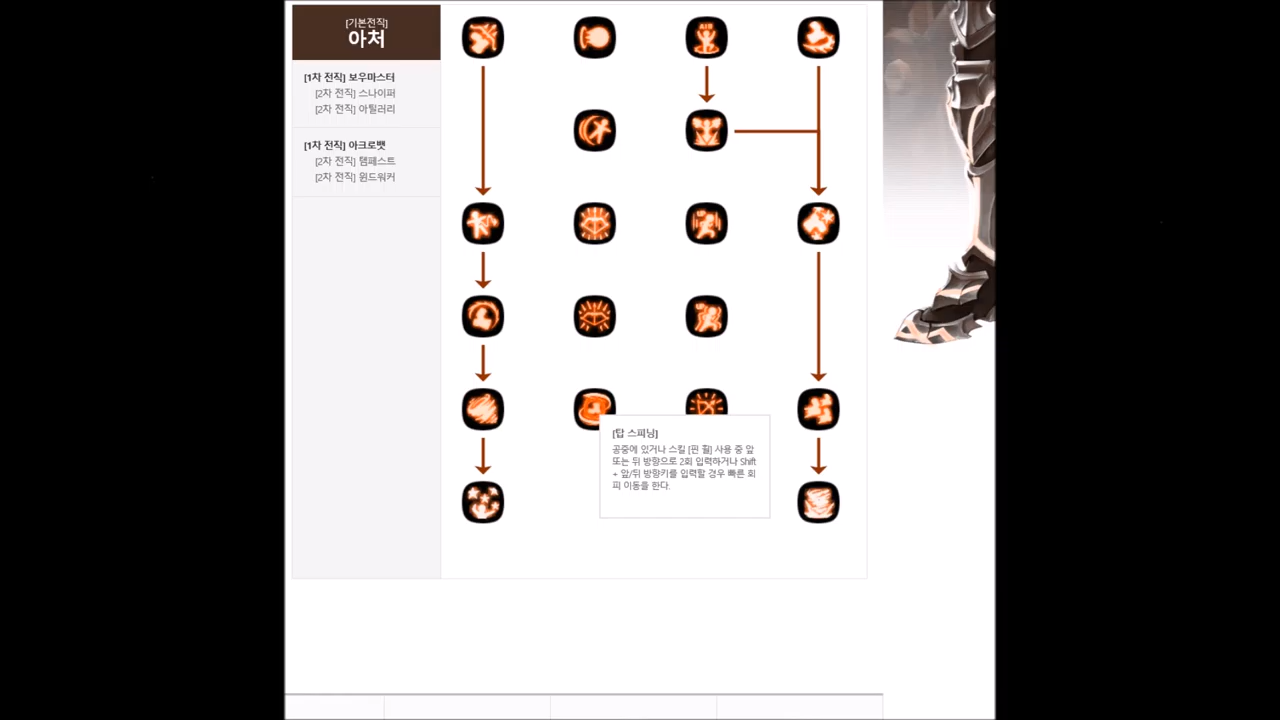 [기본전직]
아처
[1차 전직] 보우마스터
[2차 전직] 스나이퍼
[2차 전직] 아틸러리
[1차 전직] 아크로뱃
[2차 전직] 템페스트
[2차 전직] 윈드워커
AIR
[탑 스피닝]
공중에 있거나 스킬 [핀 휠] 사용 중 앞
또는 뒤 방향으로 2회 입력하거나 Shift
+ 앞/뒤 방향키를 입력할 경우 빠른 회
피 이동을 한다.